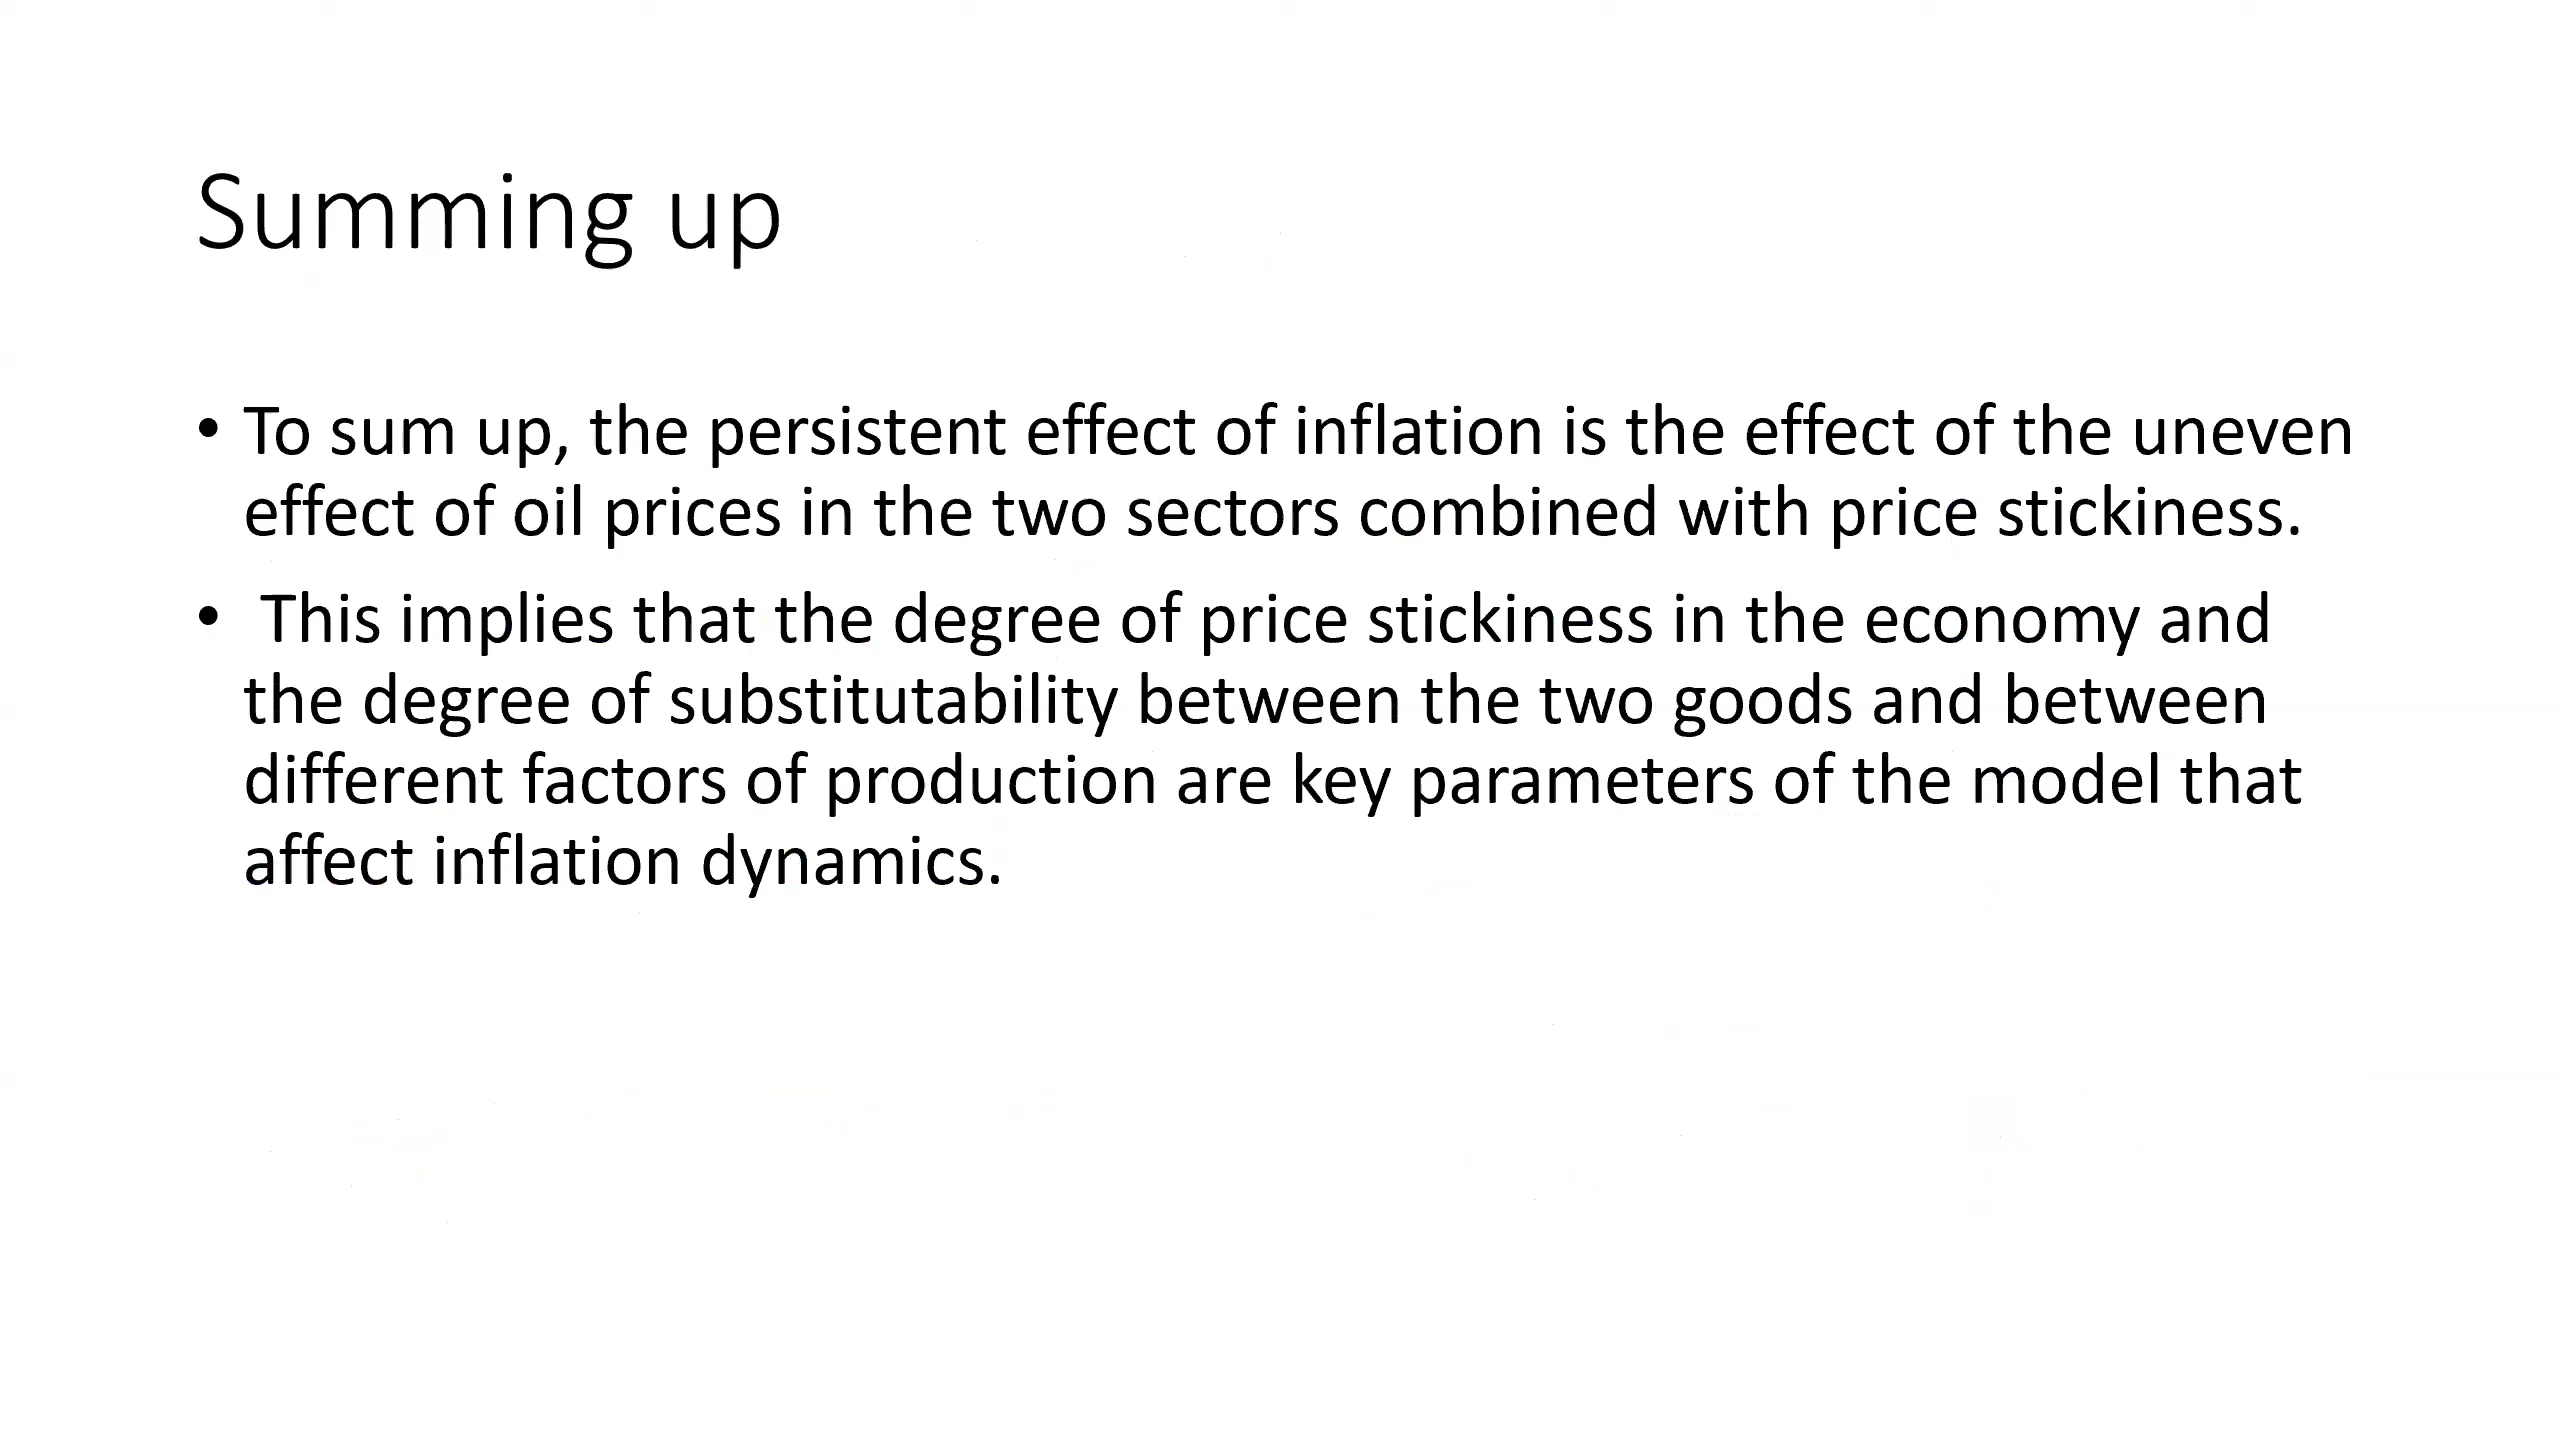 Summing up
• To sum up, the persistent effect of inflation is the effect of the uneven
effect of oil prices in the two sectors combined with price stickiness.
• This implies that the degree of price stickiness in the economy and
the degree of substitutability between the two goods and between
different factors of production are key parameters of the model that
affect inflation dynamics.